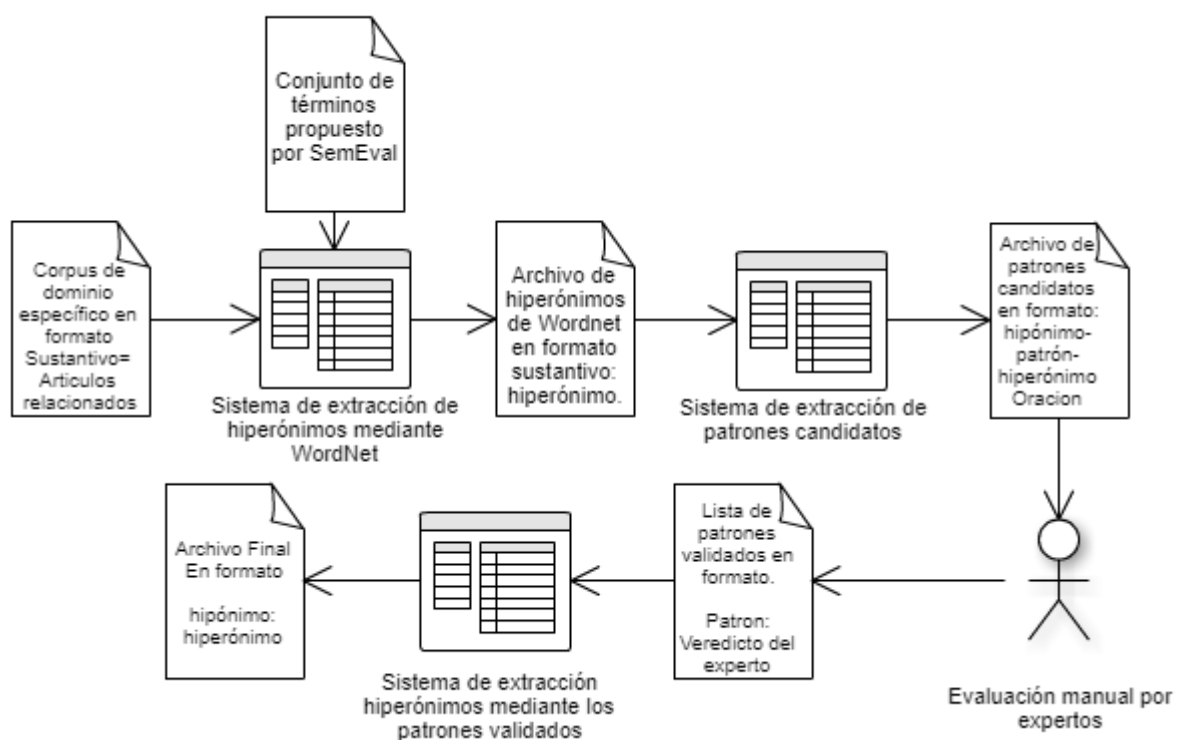 Conjunto de
términos
propuesto
por SemEval
Corpus de
dominio
específico en
formato
Sustantivo=
Articulos
relacionados
Sistema de extracción de
hiperónimos mediante
WordNet
Archivo de
hiperónimos
de Wordnet
en formato
sustantivo:
hiperónimo.
Sistema de extracción de
patrones candidatos
Archivo de
patrones
candidatos
en formato:
hipónimo-
patrón-
hiperónimo
Oracion
Evaluación manual por
expertos
Lista de
patrones
validados en
formato.
Patron:
Veredicto del
experto
Sistema de extracción
hiperónimos mediante los
patrones validados
Archivo Final
En formato
hipónimo:
hiperónimo